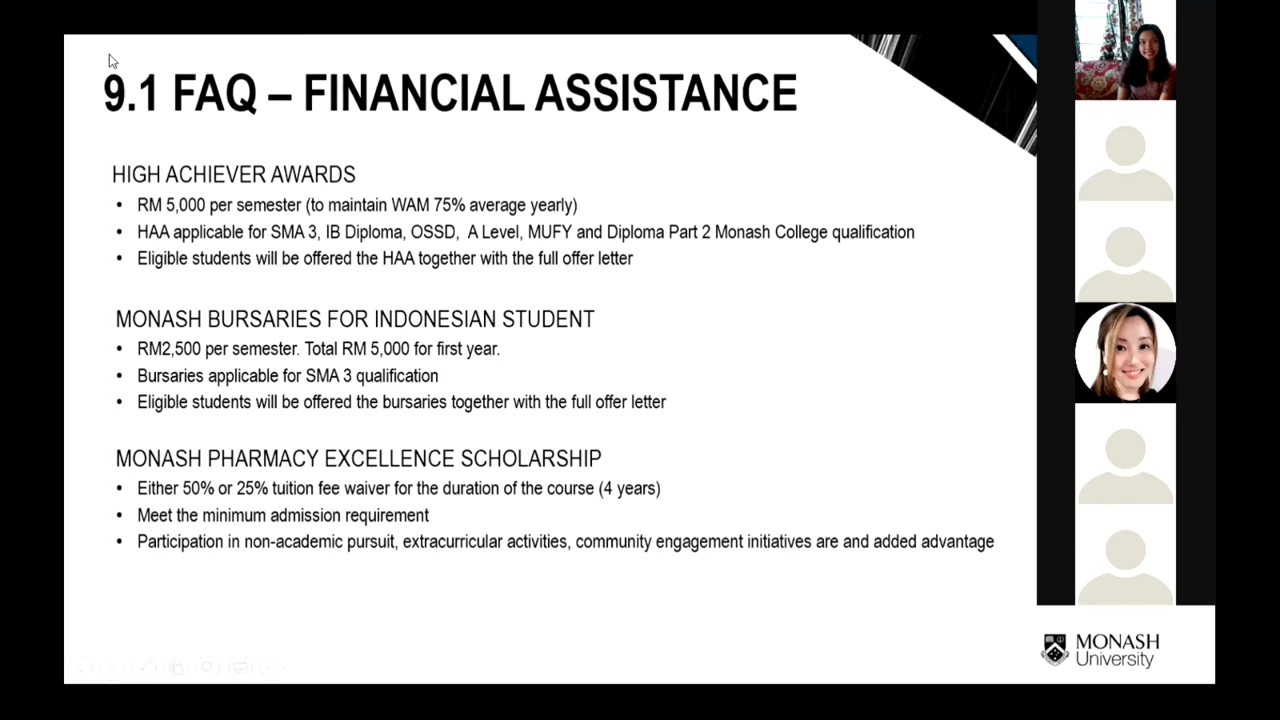 9.1 FAQ – FINANCIAL ASSISTANCE
HIGH ACHIEVER AWARDS
• RM 5,000 per semester (to maintain WAM 75% average yearly)
• HAA applicable for SMA 3, IB Diploma, OSSD, A Level, MUFY and Diploma Part 2 Monash College qualification
• Eligible students will be offered the HAA together with the full offer letter
MONASH BURSARIES FOR INDONESIAN STUDENT
• RM2,500 per semester. Total RM 5,000 for first year.
• Bursaries applicable for SMA 3 qualification
• Eligible students will be offered the bursaries together with the full offer letter
MONASH PHARMACY EXCELLENCE SCHOLARSHIP
• Either 50% or 25% tuition fee waiver for the duration of the course (4 years)
• Meet the minimum admission requirement
• Participation in non-academic pursuit, extracurricular activities, community engagement initiatives are and added advantage
MONASH
University